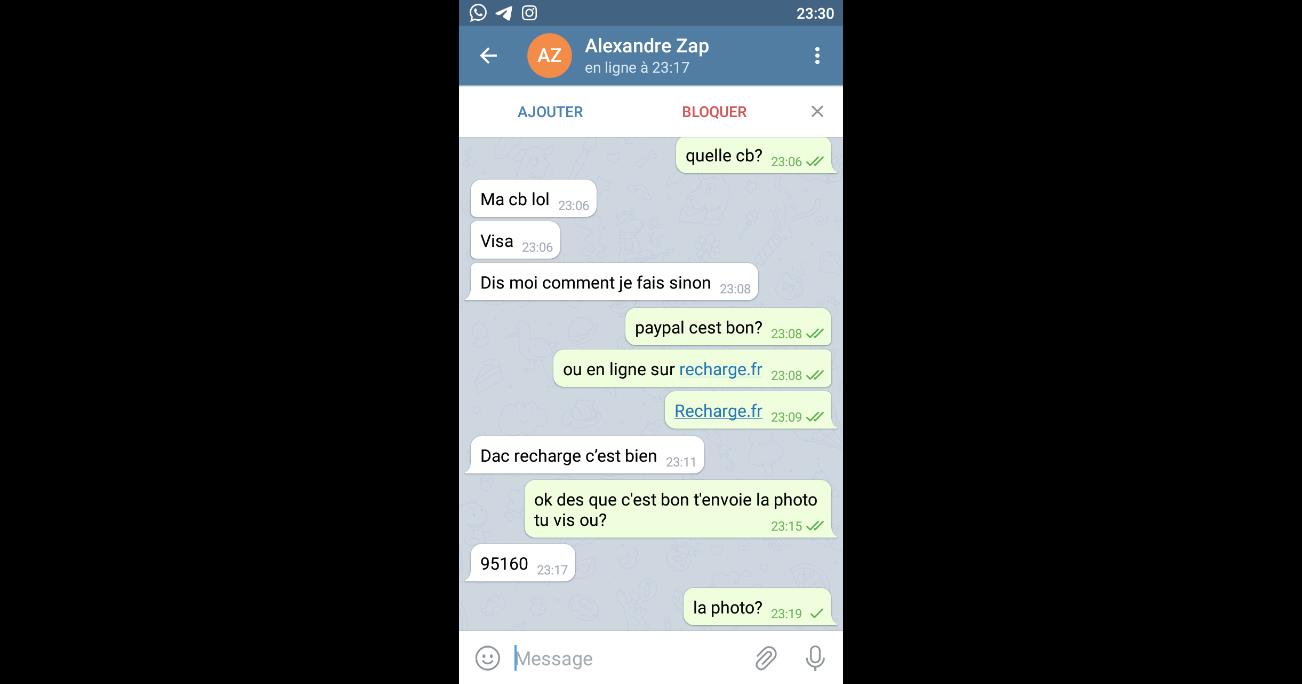 23:30
AZ
Alexandre Zap
en ligne à 23:17
AJOUTER BLOQUER
quelle cb? 23:06
Ma cb lol 23:06
Visa 23:06
Dis moi comment je fais sinon 23:08
paypal cest bon? 23:08
ou en ligne sur recharge.fr 23:08
Recharge.fr 23:09
Dac recharge c’est bien 23:11
ok des que c'est bon t'envoie la photo
tu vis ou? 23:15
95160 23:17
la photo? 23:19
Message